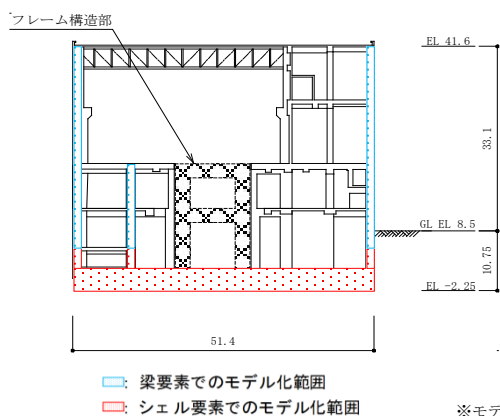 フレーム構造部
EL 41.6
33.1
GL EL 8.5
10.75
EL -2.25
51.4
: 梁要素でのモデル化範囲
: シェル要素でのモデル化範囲
※モデ